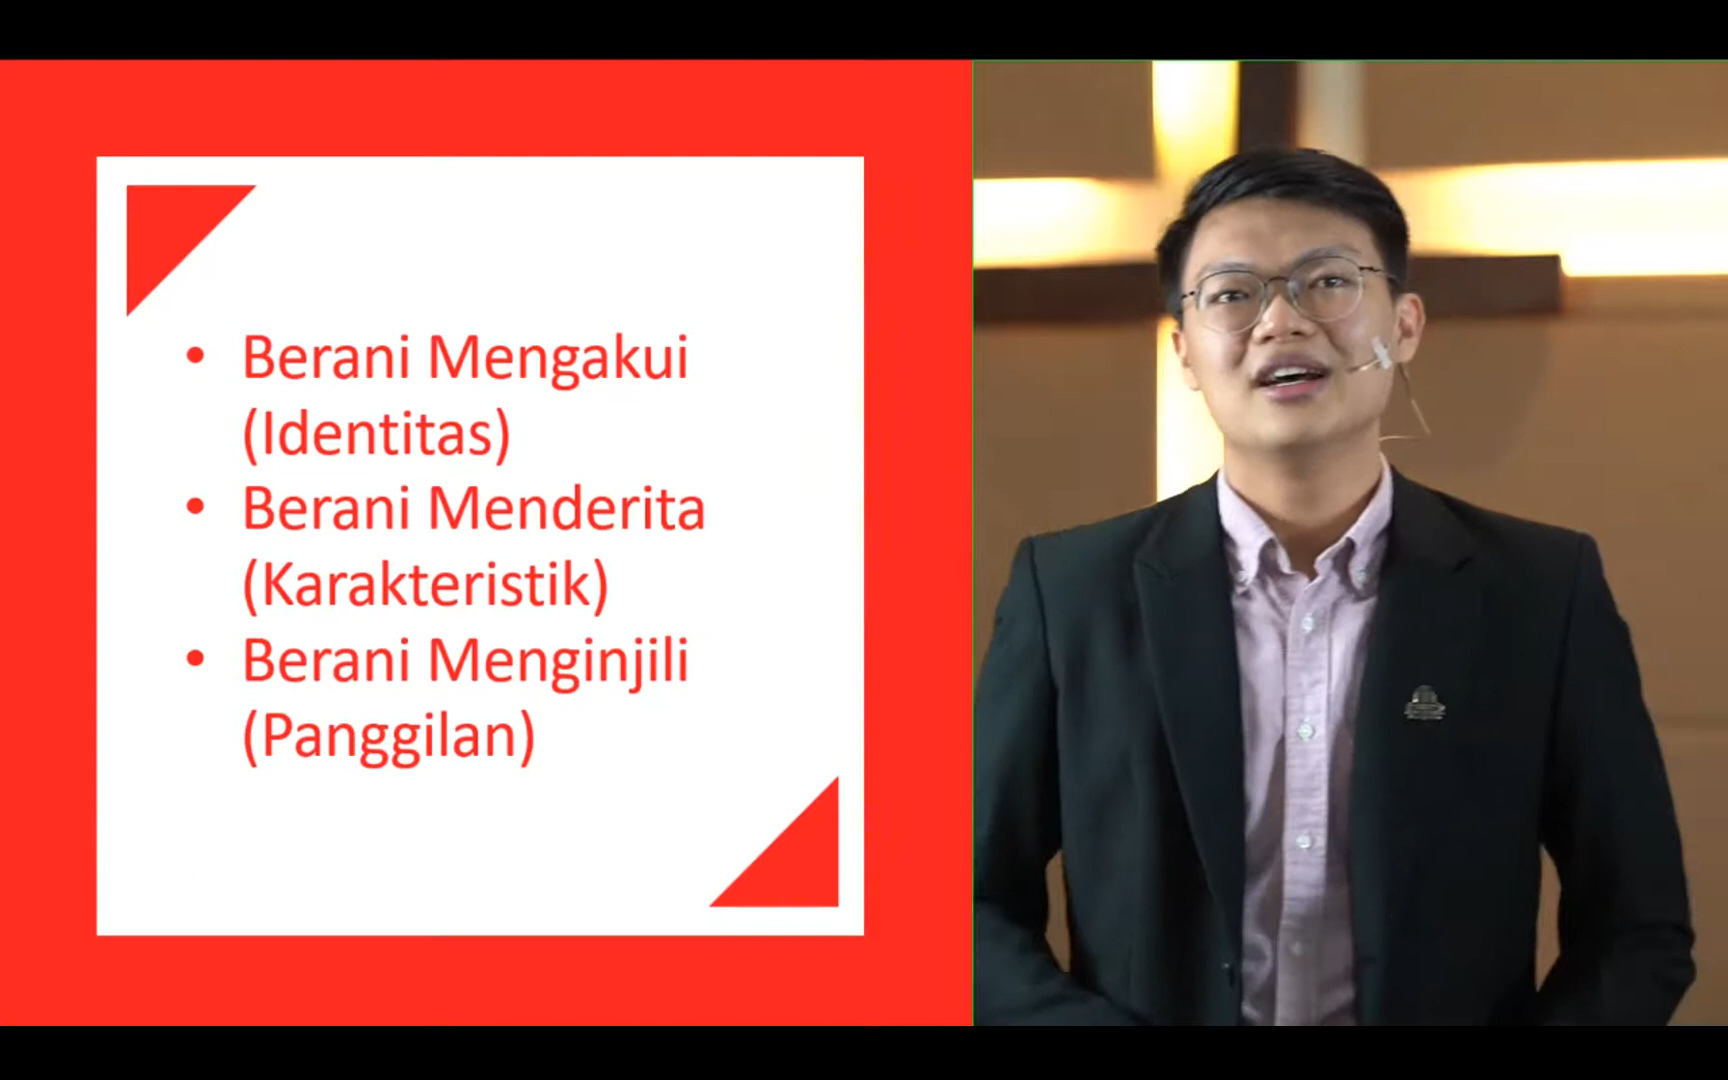 • Berani Mengakui
(Identitas)
• Berani Menderita
(Karakteristik)
• Berani Menginjili
(Panggilan)